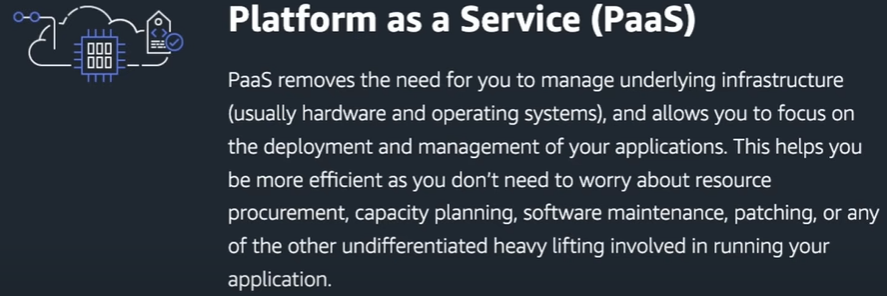 Platform as a Service (PaaS)
PaaS removes the need for you to manage underlying infrastructure
(usually hardware and operating systems), and allows you to focus on
the deployment and management of your applications. This helps you
be more efficient as you don’t need to worry about resource
procurement, capacity planning, software maintenance, patching, or any
of the other undifferentiated heavy lifting involved in running your
application.